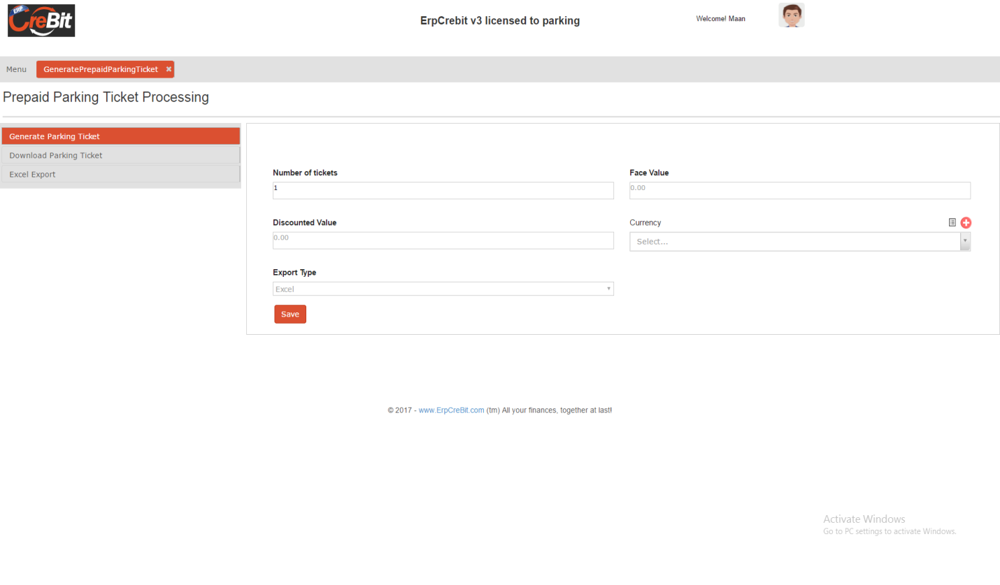 ERP
CreBit
ErpCrebit v3 licensed to parking
Welcome! Maan
Menu
GeneratePrepaidParkingTicket ✖
Prepaid Parking Ticket Processing
Generate Parking Ticket
Download Parking Ticket
Excel Export
Number of tickets
1
Face Value
0.00
Discounted Value
0.00
Currency
Select...
Export Type
Excel
Save
© 2017 - www.ErpCreBit.com (tm) All your finances, together at last!
Activate Windows
Go to PC settings to activate Windows.